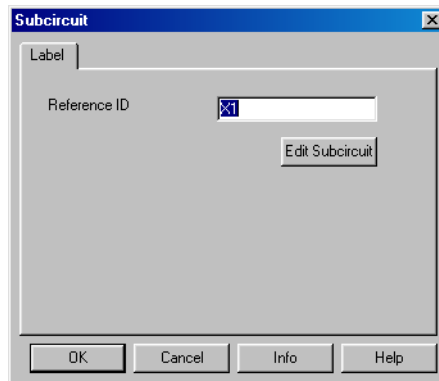 Subcircuit
Label
Reference ID X1
Edit Subcircuit
OK Cancel Info Help